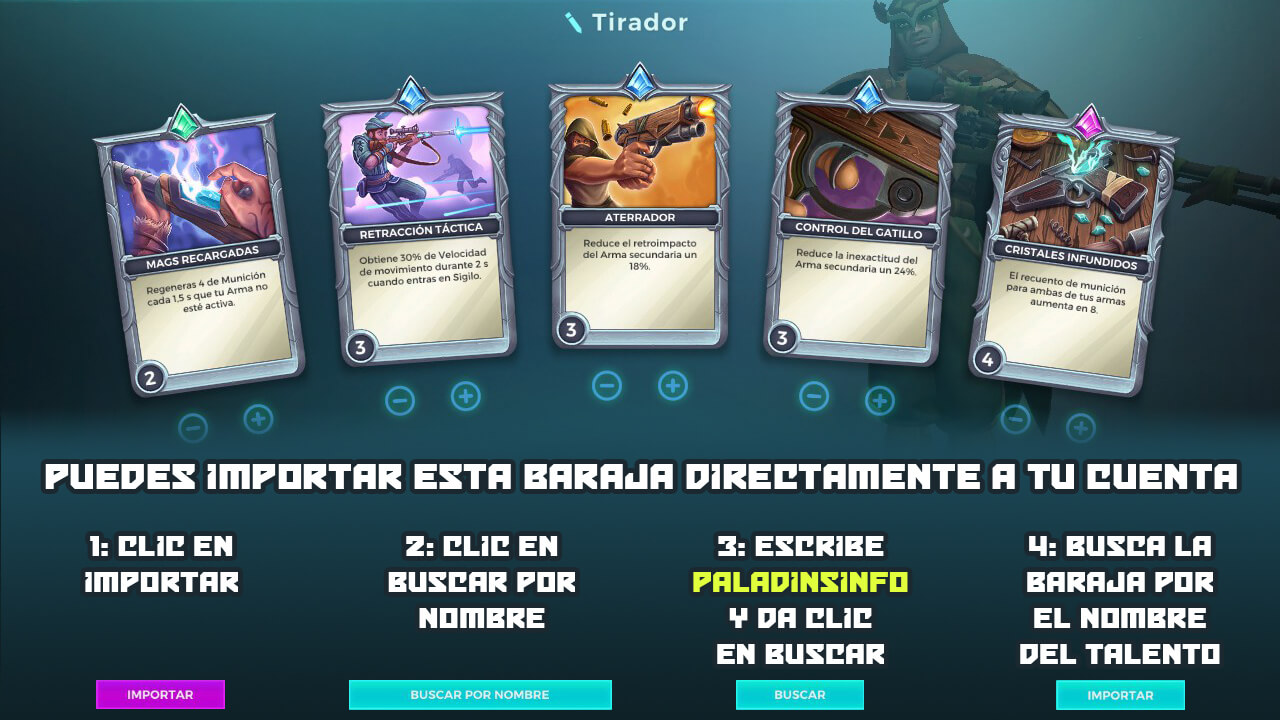 Tirador
MAGS RECARGADAS
Regeneras 4 de Munición
cada 1,5 s que tu Arma no
esté activa.
2
RETRACCIÓN TÁCTICA
Obtiene 30% de Velocidad
de movimiento durante 2 s
cuando entras en Sigilo.
3
ATERRADOR
Reduce el retroimpacto
del Arma secundaria un
18%.
3
CONTROL DEL GATILLO
Reduce la inexactitud del
Arma secundaria un 24%.
3
CRISTALES INFUNDIDOS
El recuento de munición
para ambas de tus armas
aumenta en 8.
4
PUEDES IMPORTAR ESTA BARAJA DIRECTAMENTE A TU CUENTA
1: CLIC EN
IMPORTAR
IMPORTAR
2: CLIC EN
BUSCAR POR
NOMBRE
BUSCAR POR NOMBRE
3: ESCRIBE
PALADINSINFO
Y DA CLIC
EN BUSCAR
BUSCAR
4: BUSCA LA
BARAJA POR
EL NOMBRE
DEL TALENTO
IMPORTAR